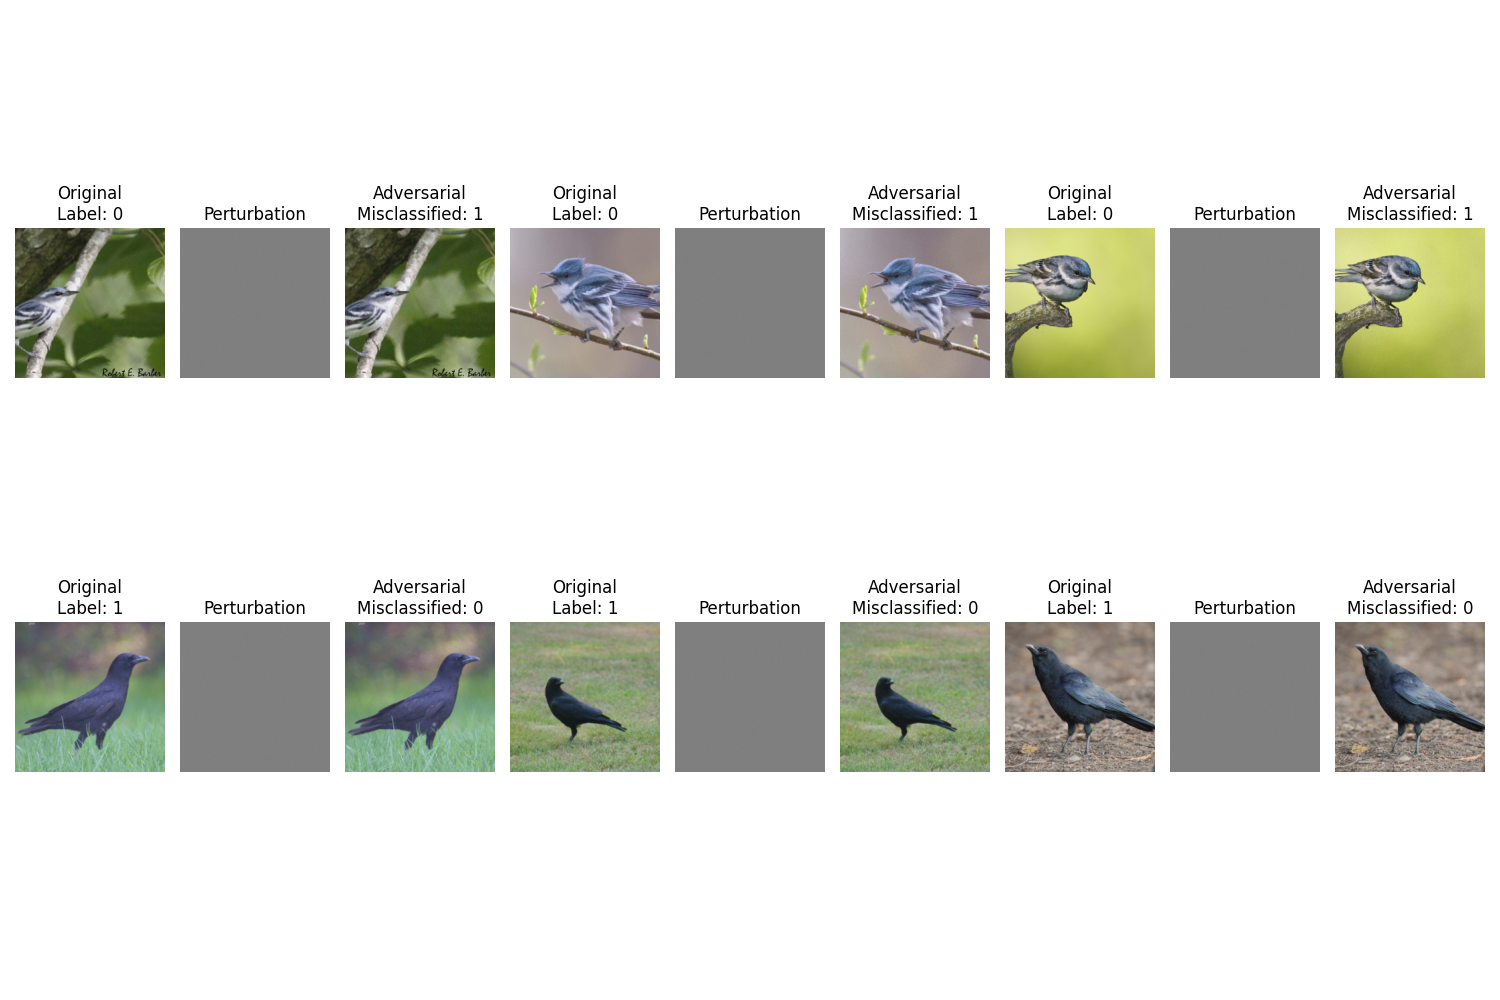 Original
Label: 0
Perturbation
Adversarial
Misclassified: 1
Original
Label: 0
Perturbation
Adversarial
Misclassified: 1
Original
Label: 0
Perturbation
Adversarial
Misclassified: 1
Robert E. Barber
Robert E. Barber
Original
Label: 1
Perturbation
Adversarial
Misclassified: 0
Original
Label: 1
Perturbation
Adversarial
Misclassified: 0
Original
Label: 1
Perturbation
Adversarial
Misclassified: 0